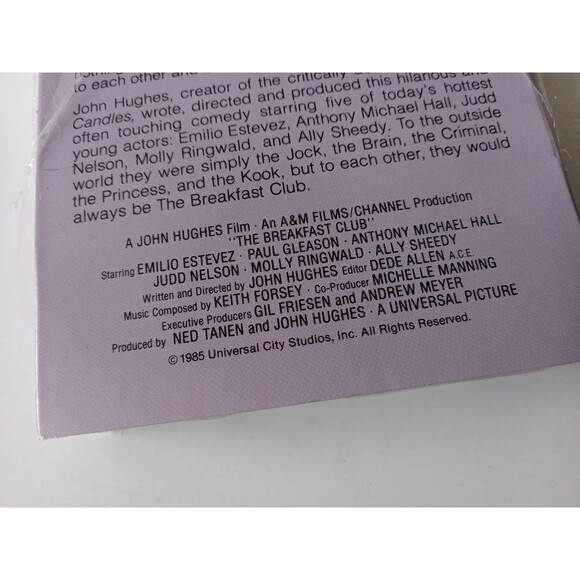 to each other and
John Hughes, creator of the critically
Candles, wrote, directed and produced this hilarious and
often touching comedy starring five of today's hottest
young actors: Emilio Estevez, Anthony Michael Hall, Judd
Nelson, Molly Ringwald, and Ally Sheedy. To the outside
world they were simply the Jock, the Brain, the Criminal,
the Princess, and the Kook, but to each other, they would
always be The Breakfast Club.
A JOHN HUGHES Film · An A&M FILMS/CHANNEL Production
"THE BREAKFAST CLUB"
Starring EMILIO ESTEVEZ · PAUL GLEASON · ANTHONY MICHAEL HALL
JUDD NELSON · MOLLY RINGWALD · ALLY SHEEDY
Written and Directed by JOHN HUGHES Editor DEDE ALLEN A.C.E.
Music Composed by KEITH FORSEY · Co-Producer MICHELLE MANNING
Executive Producers GIL FRIESEN and ANDREW MEYER
Produced by NED TANEN and JOHN HUGHES · A UNIVERSAL PICTURE
© 1985 Universal City Studios, Inc. All Rights Reserved.